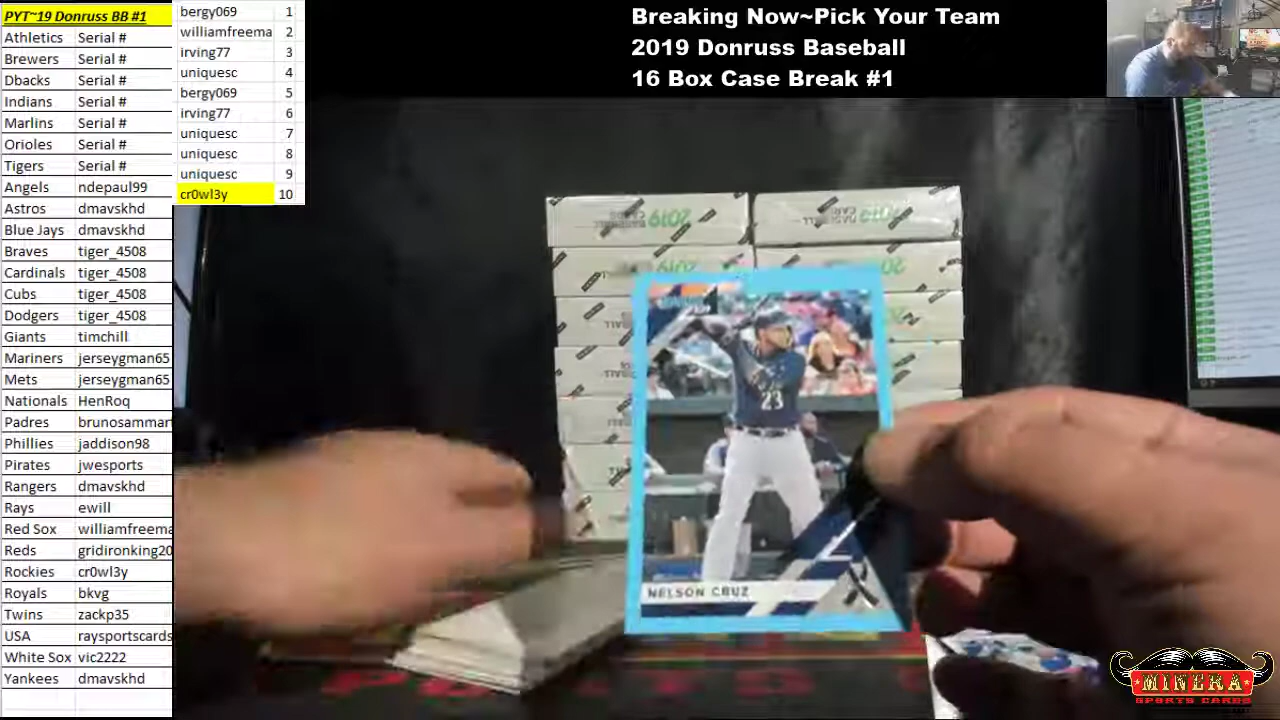 PYT~19 Donruss BB #1
Athletics Serial #
Brewers Serial #
Dbacks Serial #
Indians Serial #
Marlins Serial #
Orioles Serial #
Tigers Serial #
Angels ndepaul99
Astros dmavskhd
Blue Jays dmavskhd
Braves tiger_4508
Cardinals tiger_4508
Cubs tiger_4508
Dodgers tiger_4508
Giants timchill
Mariners jerseygman65
Mets jerseygman65
Nationals HenRoq
Padres brunosammar
Phillies jaddison98
Pirates jwesports
Rangers dmavskhd
Rays ewill
Red Sox williamfreema
Reds gridironking20
Rockies cr0wl3y
Royals bkvg
Twins zackp35
USA raysportscards
White Sox vic2222
Yankees dmavskhd
bergy069 1
williamfreema 2
irving77 3
uniquesc 4
bergy069 5
irving77 6
uniquesc 7
uniquesc 8
uniquesc 9
cr0wl3y 10
Breaking Now~Pick Your Team
2019 Donruss Baseball
16 Box Case Break #1
2019
2019
23
NELSON CRUZ
MINERA
SPORTS CARDS